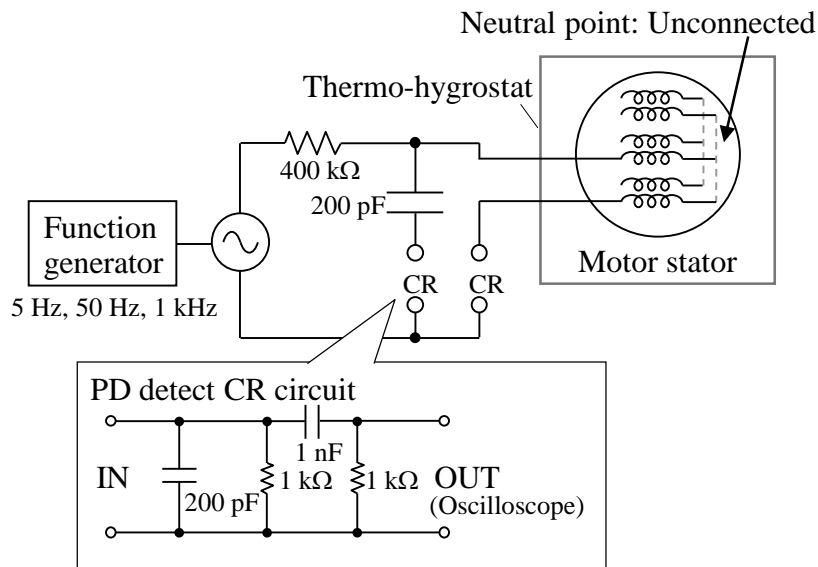 Neutral point: Unconnected
Thermo-hygrostat
400 kΩ
200 pF
Function
generator
CR
CR
Motor stator
5 Hz, 50 Hz, 1 kHz
PD detect CR circuit
1 nF
IN
1 kΩ
1 kΩ
OUT
200 pF
(Oscilloscope)